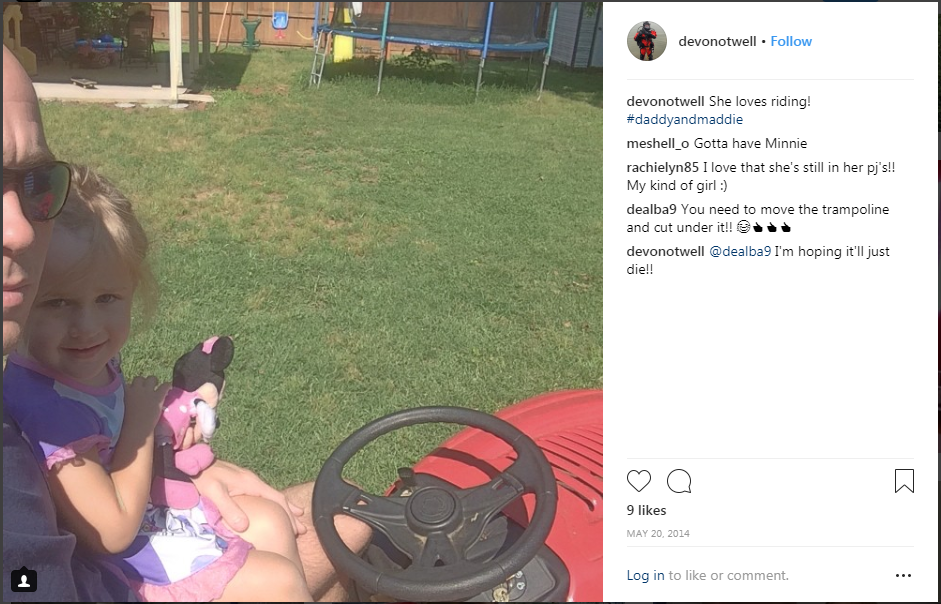 devonotwell • Follow
devonotwell She loves riding!
#daddyandmaddie
meshell_o Gotta have Minnie
rachielyn85 I love that she's still in her pj's!!
My kind of girl :)
dealba9 You need to move the trampoline
and cut under it!! 😂👍👍👍
devonotwell @dealba9 I'm hoping it'll just
die!!
9 likes
MAY 20, 2014
Log in to like or comment.